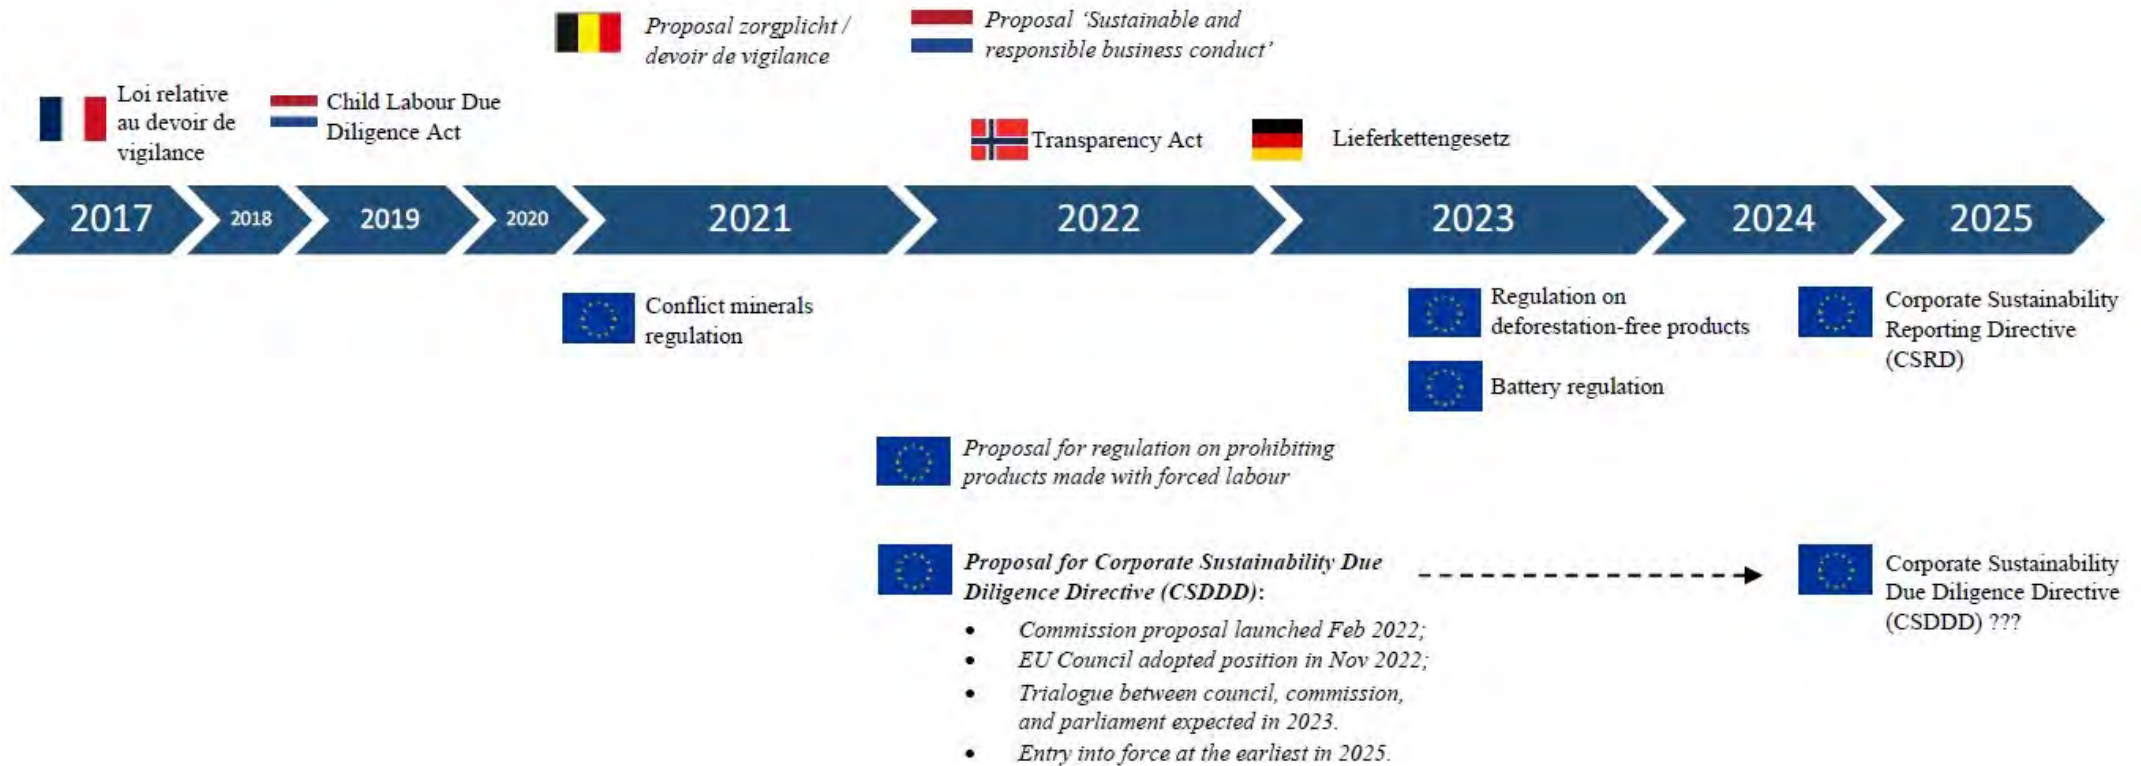 Proposal zorgplicht /
devoir de vigilance
Proposal ‘Sustainable and
responsible business conduct’
Loi relative
au devoir de
vigilance
Child Labour Due
Diligence Act
Transparency Act
Lieferkettengesetz
2017
2018
2019
2020
2021
2022
2023
2024
2025
Conflict minerals
regulation
Regulation on
deforestation-free products
Battery regulation
Corporate Sustainability
Reporting Directive
(CSRD)
Proposal for regulation on prohibiting
products made with forced labour
Proposal for Corporate Sustainability Due
Diligence Directive (CSDDD):
• Commission proposal launched Feb 2022;
• EU Council adopted position in Nov 2022;
• Trialogue between council, commission,
and parliament expected in 2023.
• Entry into force at the earliest in 2025.
Corporate Sustainability
Due Diligence Directive
(CSDDD) ???